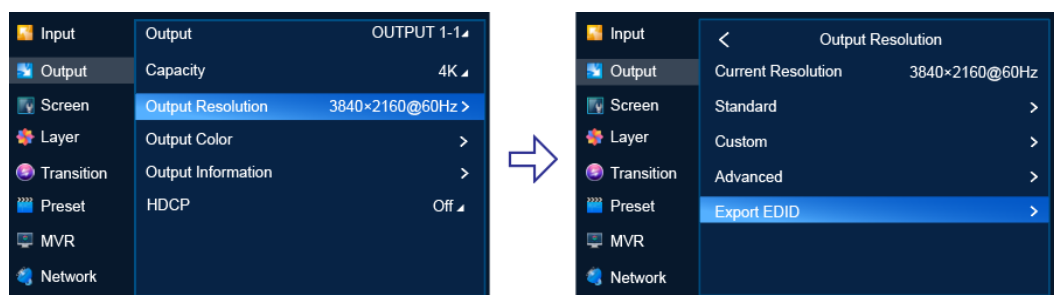 Input
Output OUTPUT 1-1
Output
Capacity 4K
Screen
Output Resolution 3840×2160@60Hz >
Layer
Output Color >
Transition
Output Information >
Preset
HDCP Off
MVR
Network
Input
< Output Resolution
Output
Current Resolution 3840×2160@60Hz
Screen
Standard >
Layer
Custom >
Transition
Advanced >
Preset
Export EDID >
MVR
Network